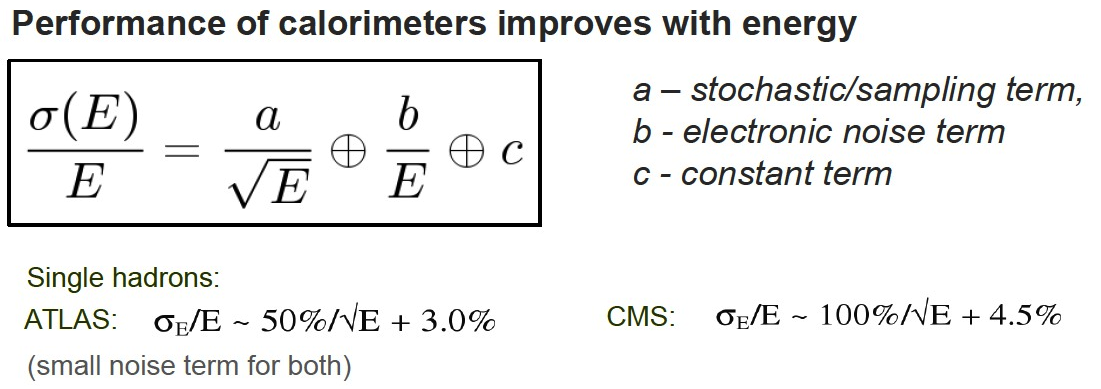 Performance of calorimeters improves with energy
σ(E)/E = a/√E ⊕ b/E ⊕ c
a – stochastic/sampling term,
b - electronic noise term
c - constant term
Single hadrons:
ATLAS: σE/E ~ 50%/√E + 3.0%
CMS: σE/E ~ 100%/√E + 4.5%
(small noise term for both)